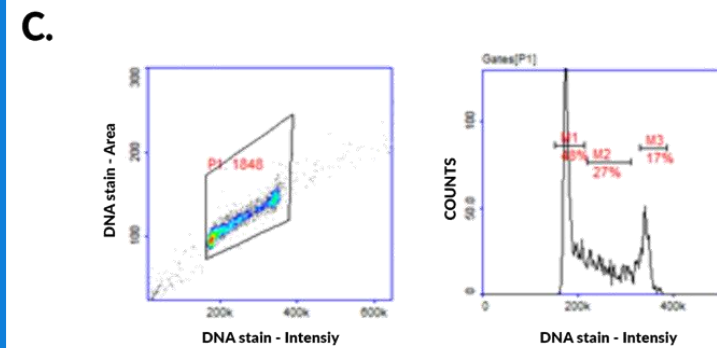 C.
DNA stain - Area
300
200
100
P1: 1848
200k
400k
600k
DNA stain - Intensiy
Gates[P1]
COUNTS
100
50.0
0
M1
48%
M2
27%
M3
17%
0
200k
400k
DNA stain - Intensiy